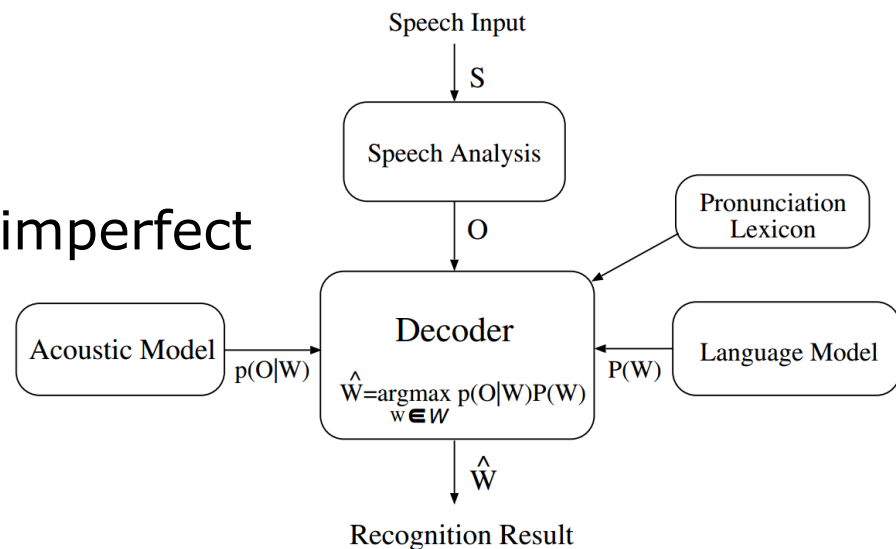 Speech Input
S
Speech Analysis
imperfect
O
Pronunciation
Lexicon
Acoustic Model
p(O|W)
Decoder
Ŵ=argmax p(O|W)P(W)
w∈W
P(W)
Language Model
Ŵ
Recognition Result